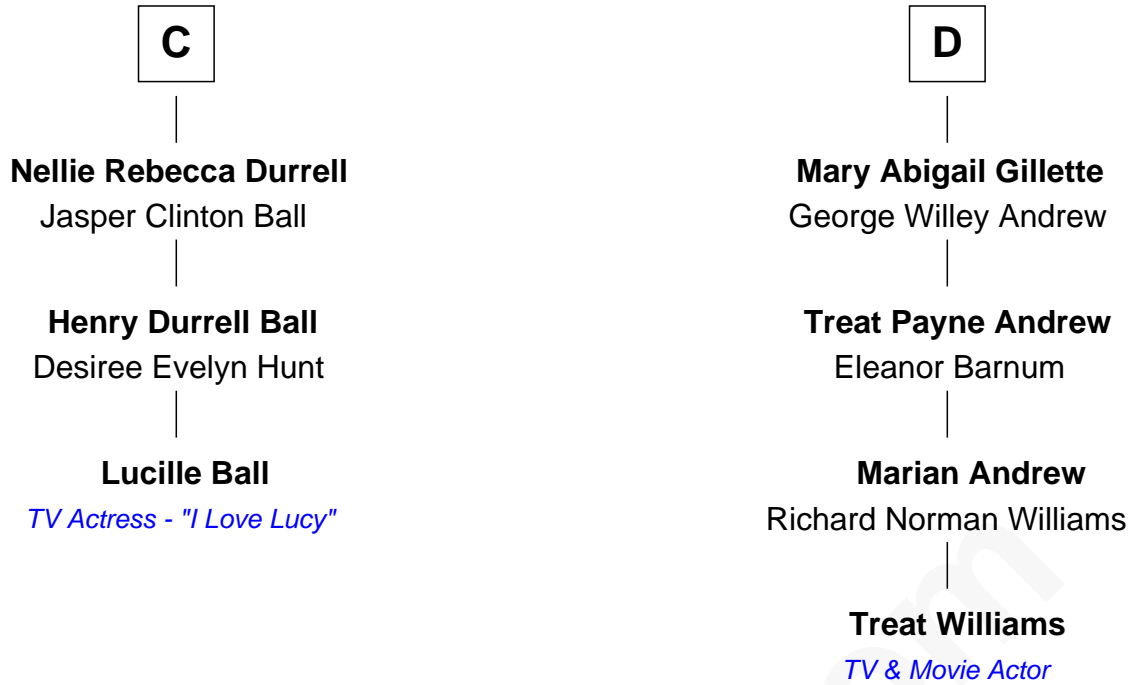 C
Nellie Rebecca Durrell
Jasper Clinton Ball
Henry Durrell Ball
Desiree Evelyn Hunt
Lucille Ball
TV Actress - "I Love Lucy"
D
Mary Abigail Gillette
George Willey Andrew
Treat Payne Andrew
Eleanor Barnum
Marian Andrew
Richard Norman Williams
Treat Williams
TV & Movie Actor